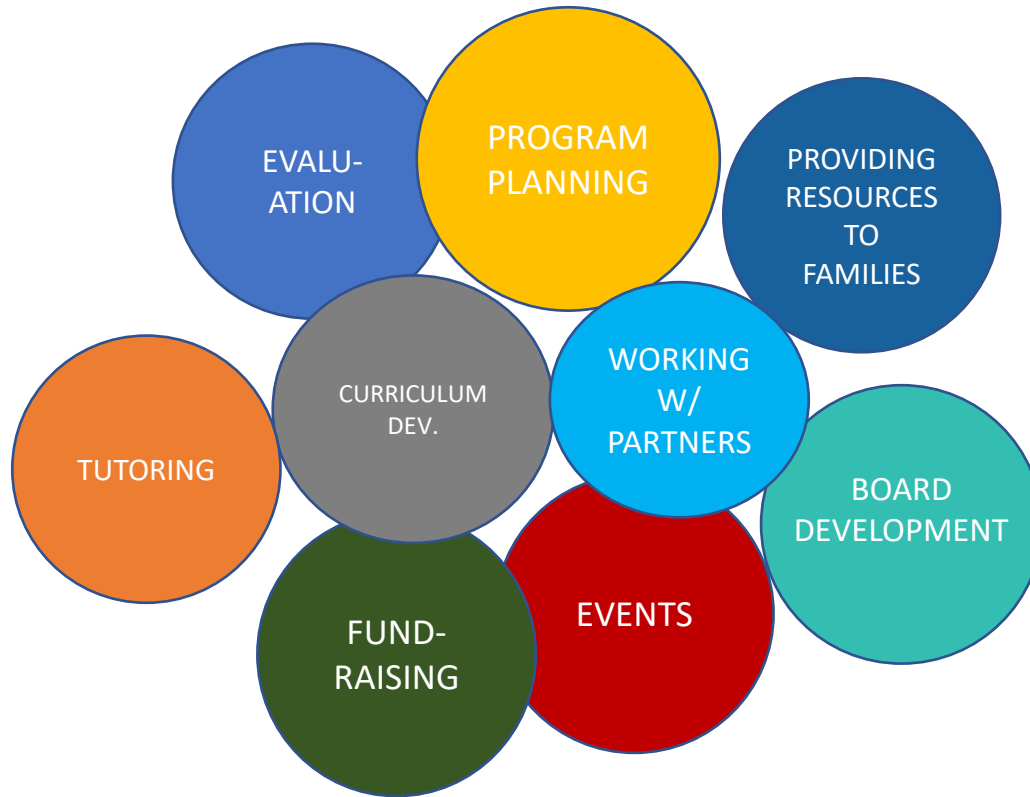 EVALU-
ATION
PROGRAM
PLANNING
PROVIDING
RESOURCES
TO
FAMILIES
TUTORING
CURRICULUM
DEV.
WORKING
W/
PARTNERS
BOARD
DEVELOPMENT
FUND-
RAISING
EVENTS